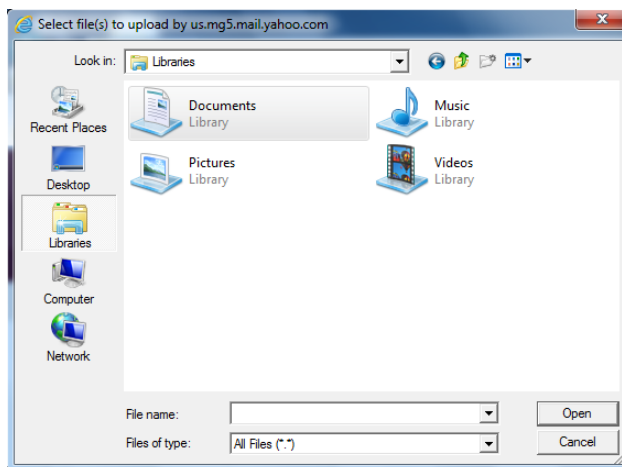 Select file(s) to upload by us.mg5.mail.yahoo.com
Look in:
Libraries
Recent Places
Desktop
Libraries
Computer
Network
Documents
Library
Music
Library
Pictures
Library
Videos
Library
File name:
Open
Files of type:
All Files (*.*)
Cancel